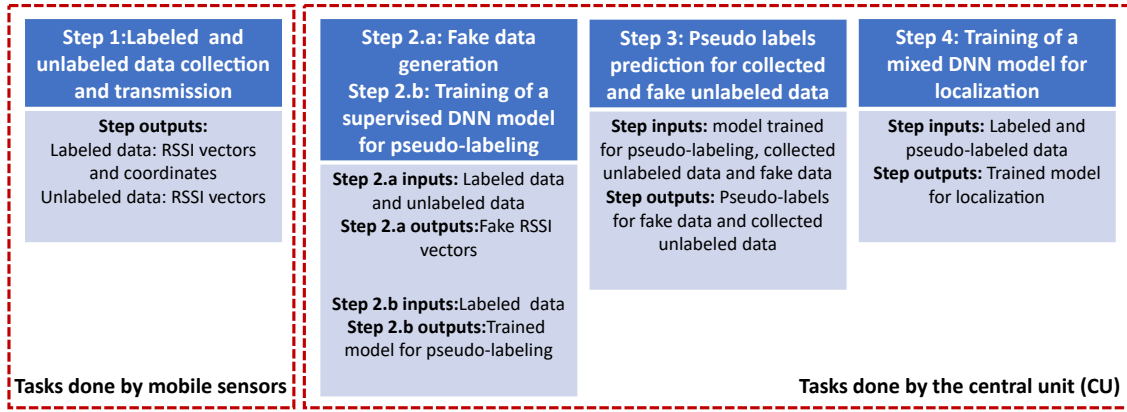 Step 1:Labeled and
unlabeled data collection
and transmission
Step outputs:
Labeled data: RSSI vectors
and coordinates
Unlabeled data: RSSI vectors
Tasks done by mobile sensors
Step 2.a: Fake data
generation
Step 2.b: Training of a
supervised DNN model
for pseudo-labeling
Step 2.a inputs: Labeled data
and unlabeled data
Step 2.a outputs:Fake RSSI
vectors
Step 2.b inputs:Labeled data
Step 2.b outputs:Trained
model for pseudo-labeling
Step 3: Pseudo labels
prediction for collected
and fake unlabeled data
Step inputs: model trained
for pseudo-labeling, collected
unlabeled data and fake data
Step outputs: Pseudo-labels
for fake data and collected
unlabeled data
Step 4: Training of a
mixed DNN model for
localization
Step inputs: Labeled and
pseudo-labeled data
Step outputs: Trained model
for localization
Tasks done by the central unit (CU)